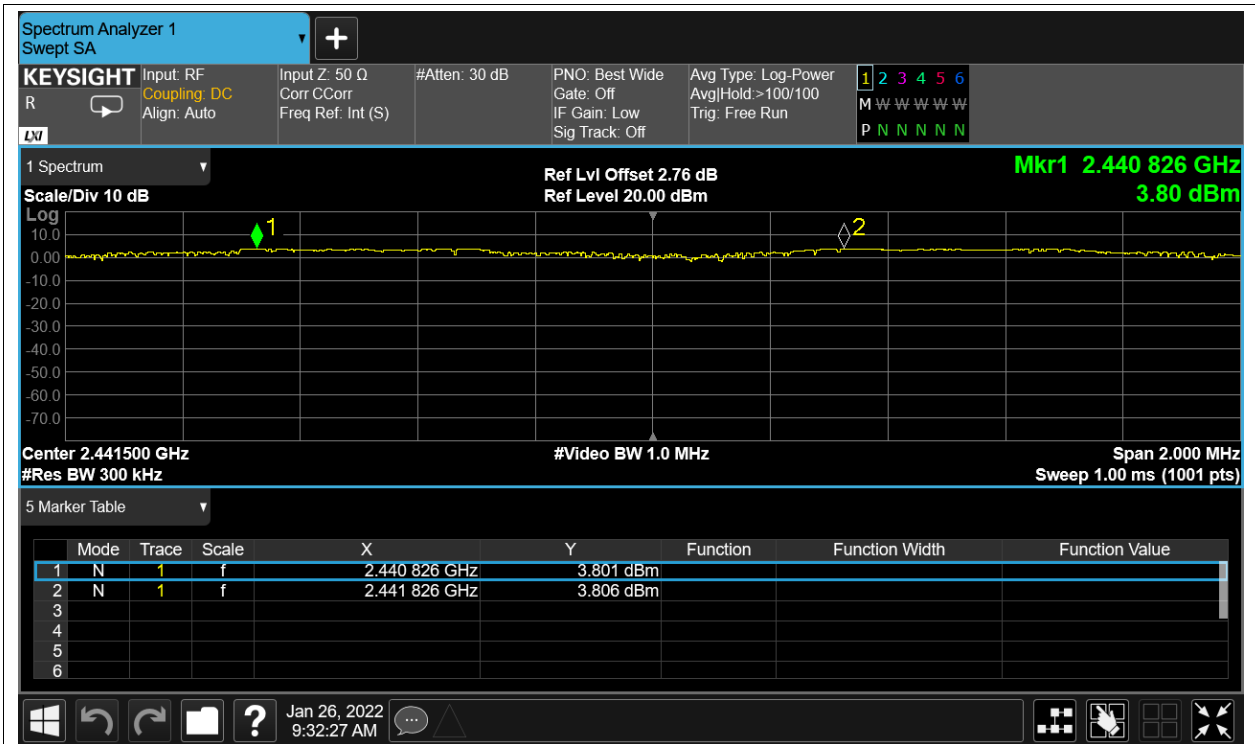 Spectrum Analyzer 1
Swept SA
+
KEYSIGHT Input: RF Input Z: 50 Ω #Atten: 30 dB PNO: Best Wide Avg Type: Log-Power 1 2 3 4 5 6
R Coupling: DC Corr CCorr Gate: Off Avg|Hold:>100/100 M W W W W W
Align: Auto Freq Ref: Int (S) IF Gain: Low Trig: Free Run
LXI Sig Track: Off P N N N N N
1 Spectrum Ref Lvl Offset 2.76 dB Mkr1 2.440 826 GHz
Scale/Div 10 dB Ref Level 20.00 dBm 3.80 dBm
Log
1 2
10.0
0.00
-10.0
-20.0
-30.0
-40.0
-50.0
-60.0
-70.0
Center 2.441500 GHz #Video BW 1.0 MHz Span 2.000 MHz
#Res BW 300 kHz Sweep 1.00 ms (1001 pts)
5 Marker Table
Mode Trace Scale X Y Function Function Width Function Value
1 N 1 f 2.440 826 GHz 3.801 dBm
2 N 1 f 2.441 826 GHz 3.806 dBm
3
4
5
6
? Jan 26, 2022
9:32:27 AM